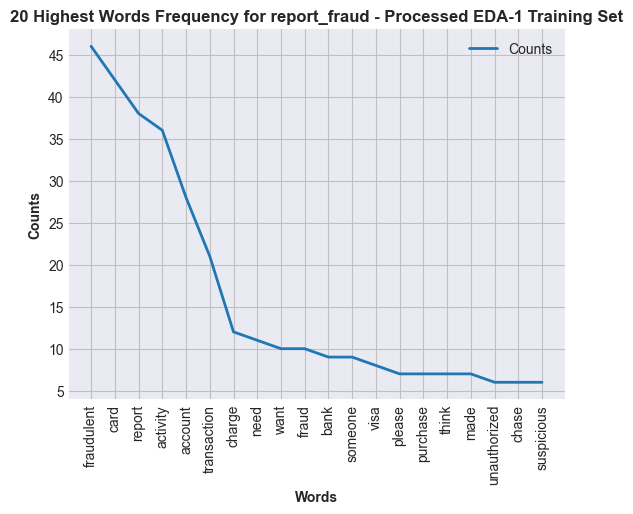 20 Highest Words Frequency for report_fraud - Processed EDA-1 Training Set
Counts
45
40
35
30
25
20
15
10
5
Counts
fraudulent
card
report
activity
account
transaction
charge
need
want
fraud
bank
someone
visa
please
purchase
think
made
unauthorized
chase
suspicious
Words